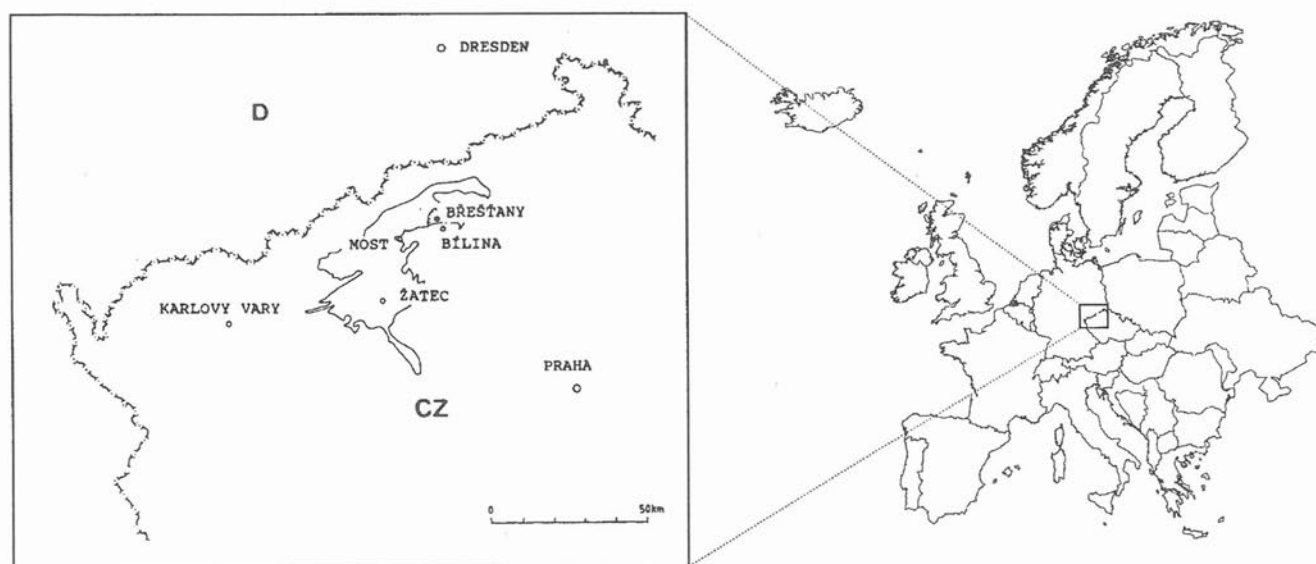 DRESDEN
D
BŘEŠŤANY
MOST
BÍLINA
ŽATEC
KARLOVY VARY
PRAHA
CZ
0
50km